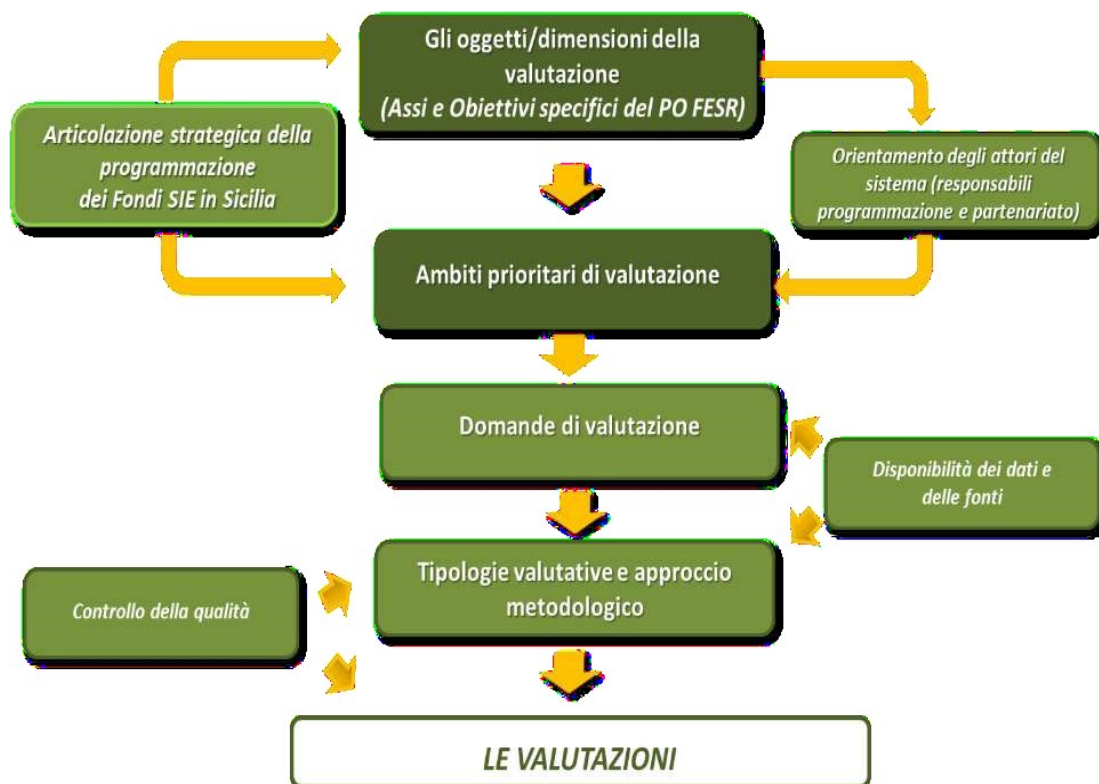 Gli oggetti/dimensioni della
valutazione
(Assi e Obiettivi specifici del PO FESR)
Articolazione strategica della
programmazione
dei Fondi SIE in Sicilia
Orientamento degli attori del
sistema (responsabili
programmazione e partenariato)
Ambiti prioritari di valutazione
Domande di valutazione
Disponibilità dei dati e
delle fonti
Tipologie valutative e approccio
metodologico
Controllo della qualità
LE VALUTAZIONI